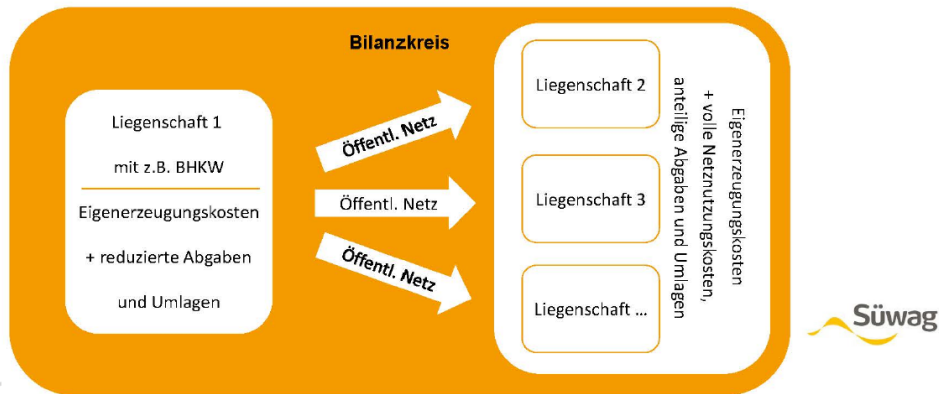 Bilanzkreis
Liegenschaft 1
mit z.B. BHKW
Eigenerzeugungskosten
+ reduzierte Abgaben
und Umlagen
Öffentl. Netz
Öffentl. Netz
Öffentl. Netz
Liegenschaft 2
Liegenschaft 3
Liegenschaft ...
Eigenerzeugungskosten
+ volle Netznutzungskosten,
anteilige Abgaben und Umlagen
Süwag